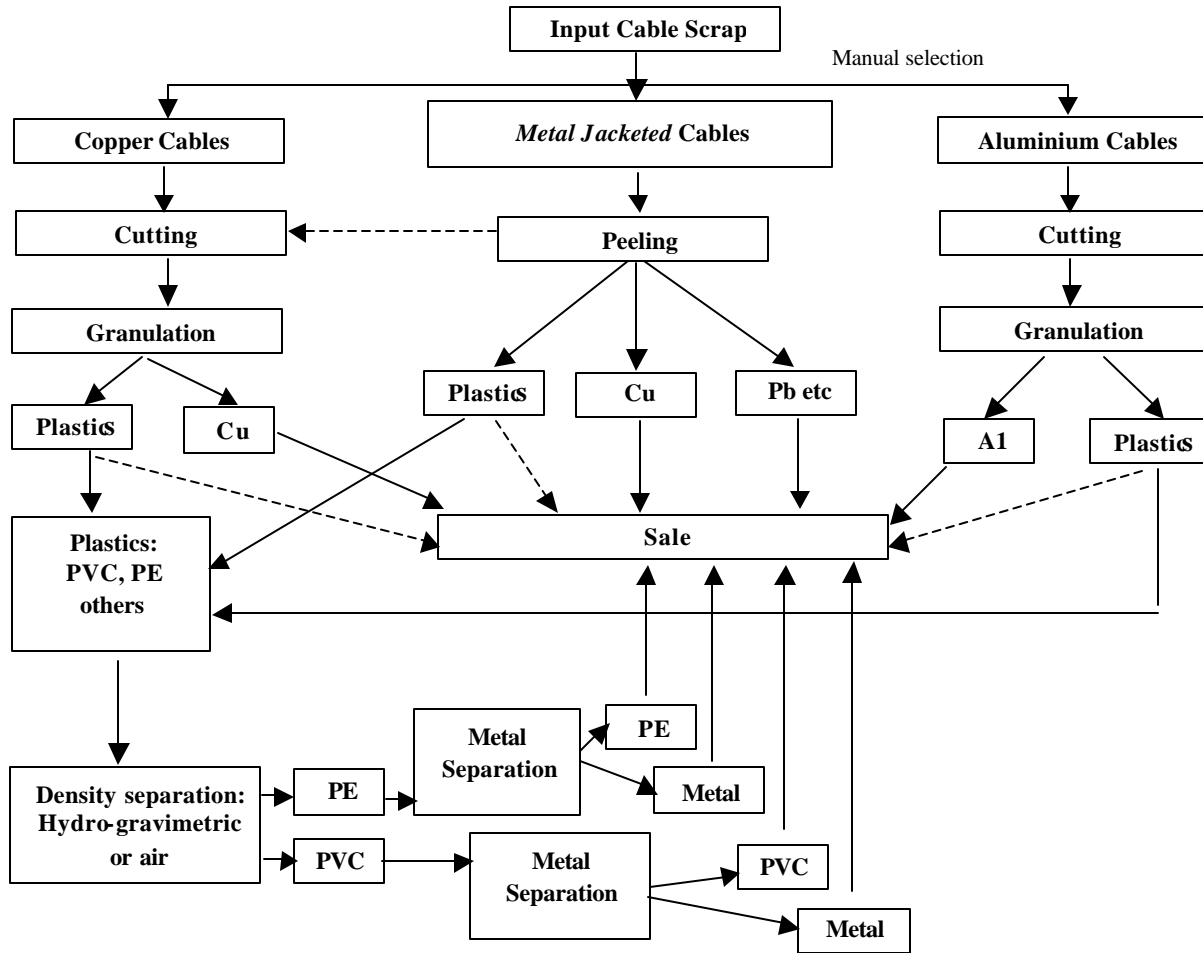 Input Cable Scrap
Manual selection
Copper Cables
Metal Jacketed Cables
Aluminium Cables
Cutting
Peeling
Cutting
Granulation
Granulation
Plastics
Cu
Plastics
Cu
Pb etc
A1
Plastics
Plastics:
PVC, PE
others
Sale
Density separation:
Hydro-gravimetric
or air
PE
PVC
Metal
Separation
PE
Metal
Metal
Separation
PVC
Metal